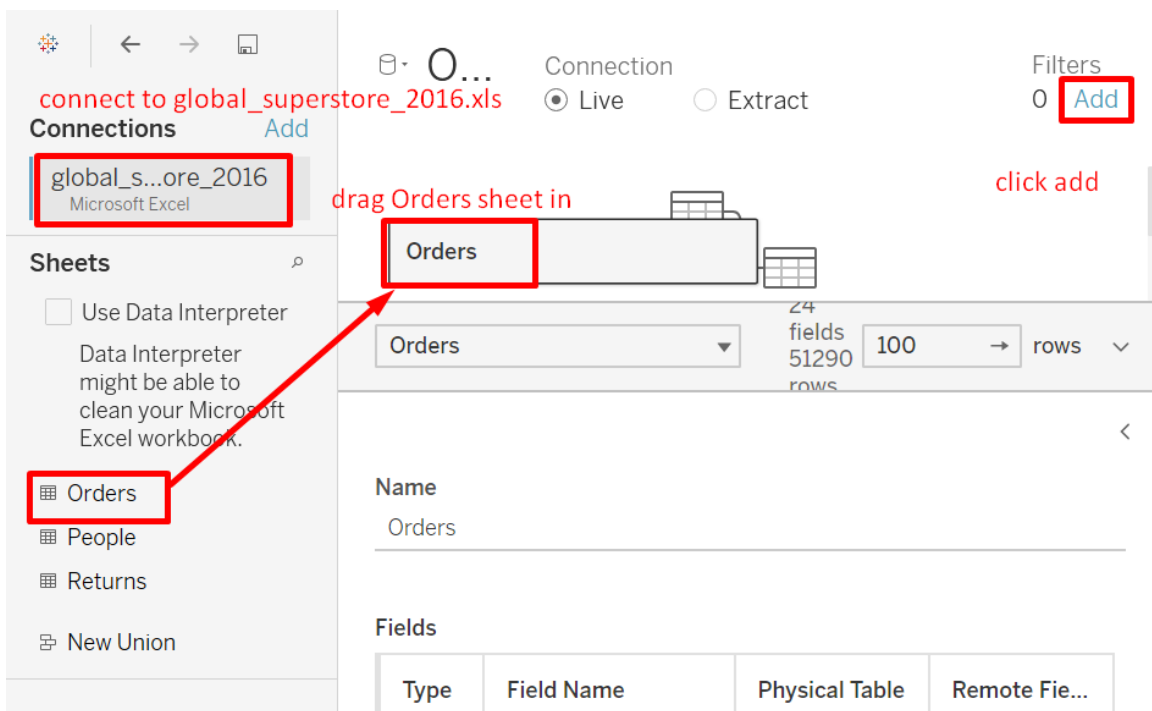 O...
Connection
Filters
connect to global_superstore_2016.xls
Live
Extract
0 Add
Connections
Add
global_s...ore_2016
Microsoft Excel
drag Orders sheet in
click add
Orders
Sheets
Use Data Interpreter
Data Interpreter
might be able to
clean your Microsoft
Excel workbook.
Orders
People
Returns
New Union
Orders
24
fields
51290
rows
100
rows
Name
Orders
Fields
Type
Field Name
Physical Table
Remote Fie...